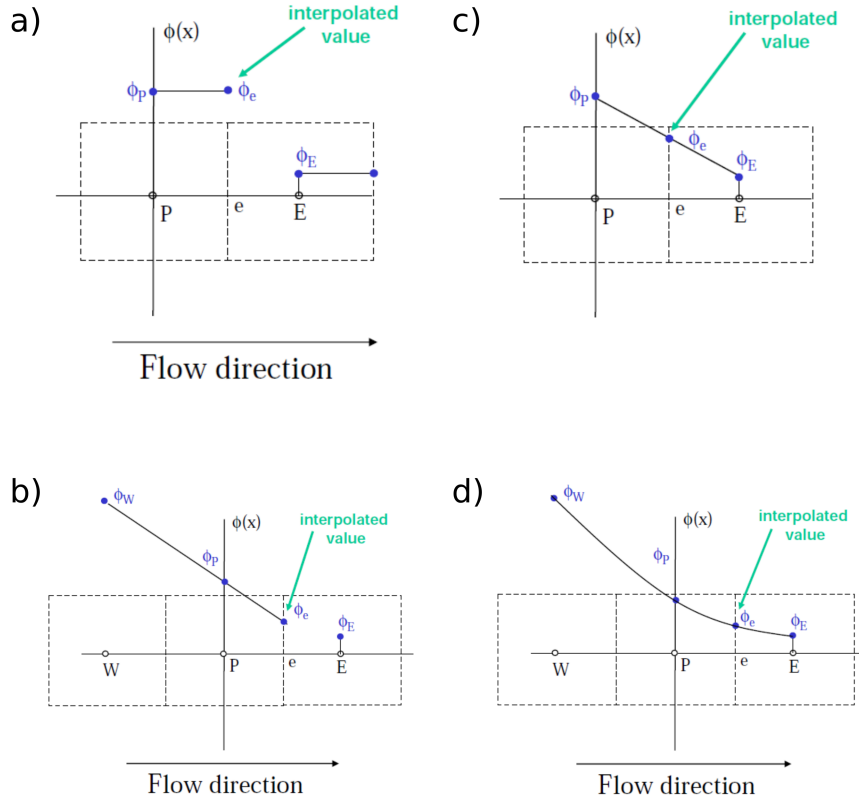 a)
interpolated
value
ϕ(x)
ϕP
ϕe
ϕE
P
e
E
Flow direction
c)
interpolated
value
ϕ(x)
ϕP
ϕe
ϕE
P
e
E
b)
ϕW
ϕ(x)
interpolated
value
ϕP
ϕe
ϕE
W
P
e
E
Flow direction
d)
ϕW
ϕ(x)
interpolated
value
ϕP
ϕe
ϕE
W
P
e
E
Flow direction